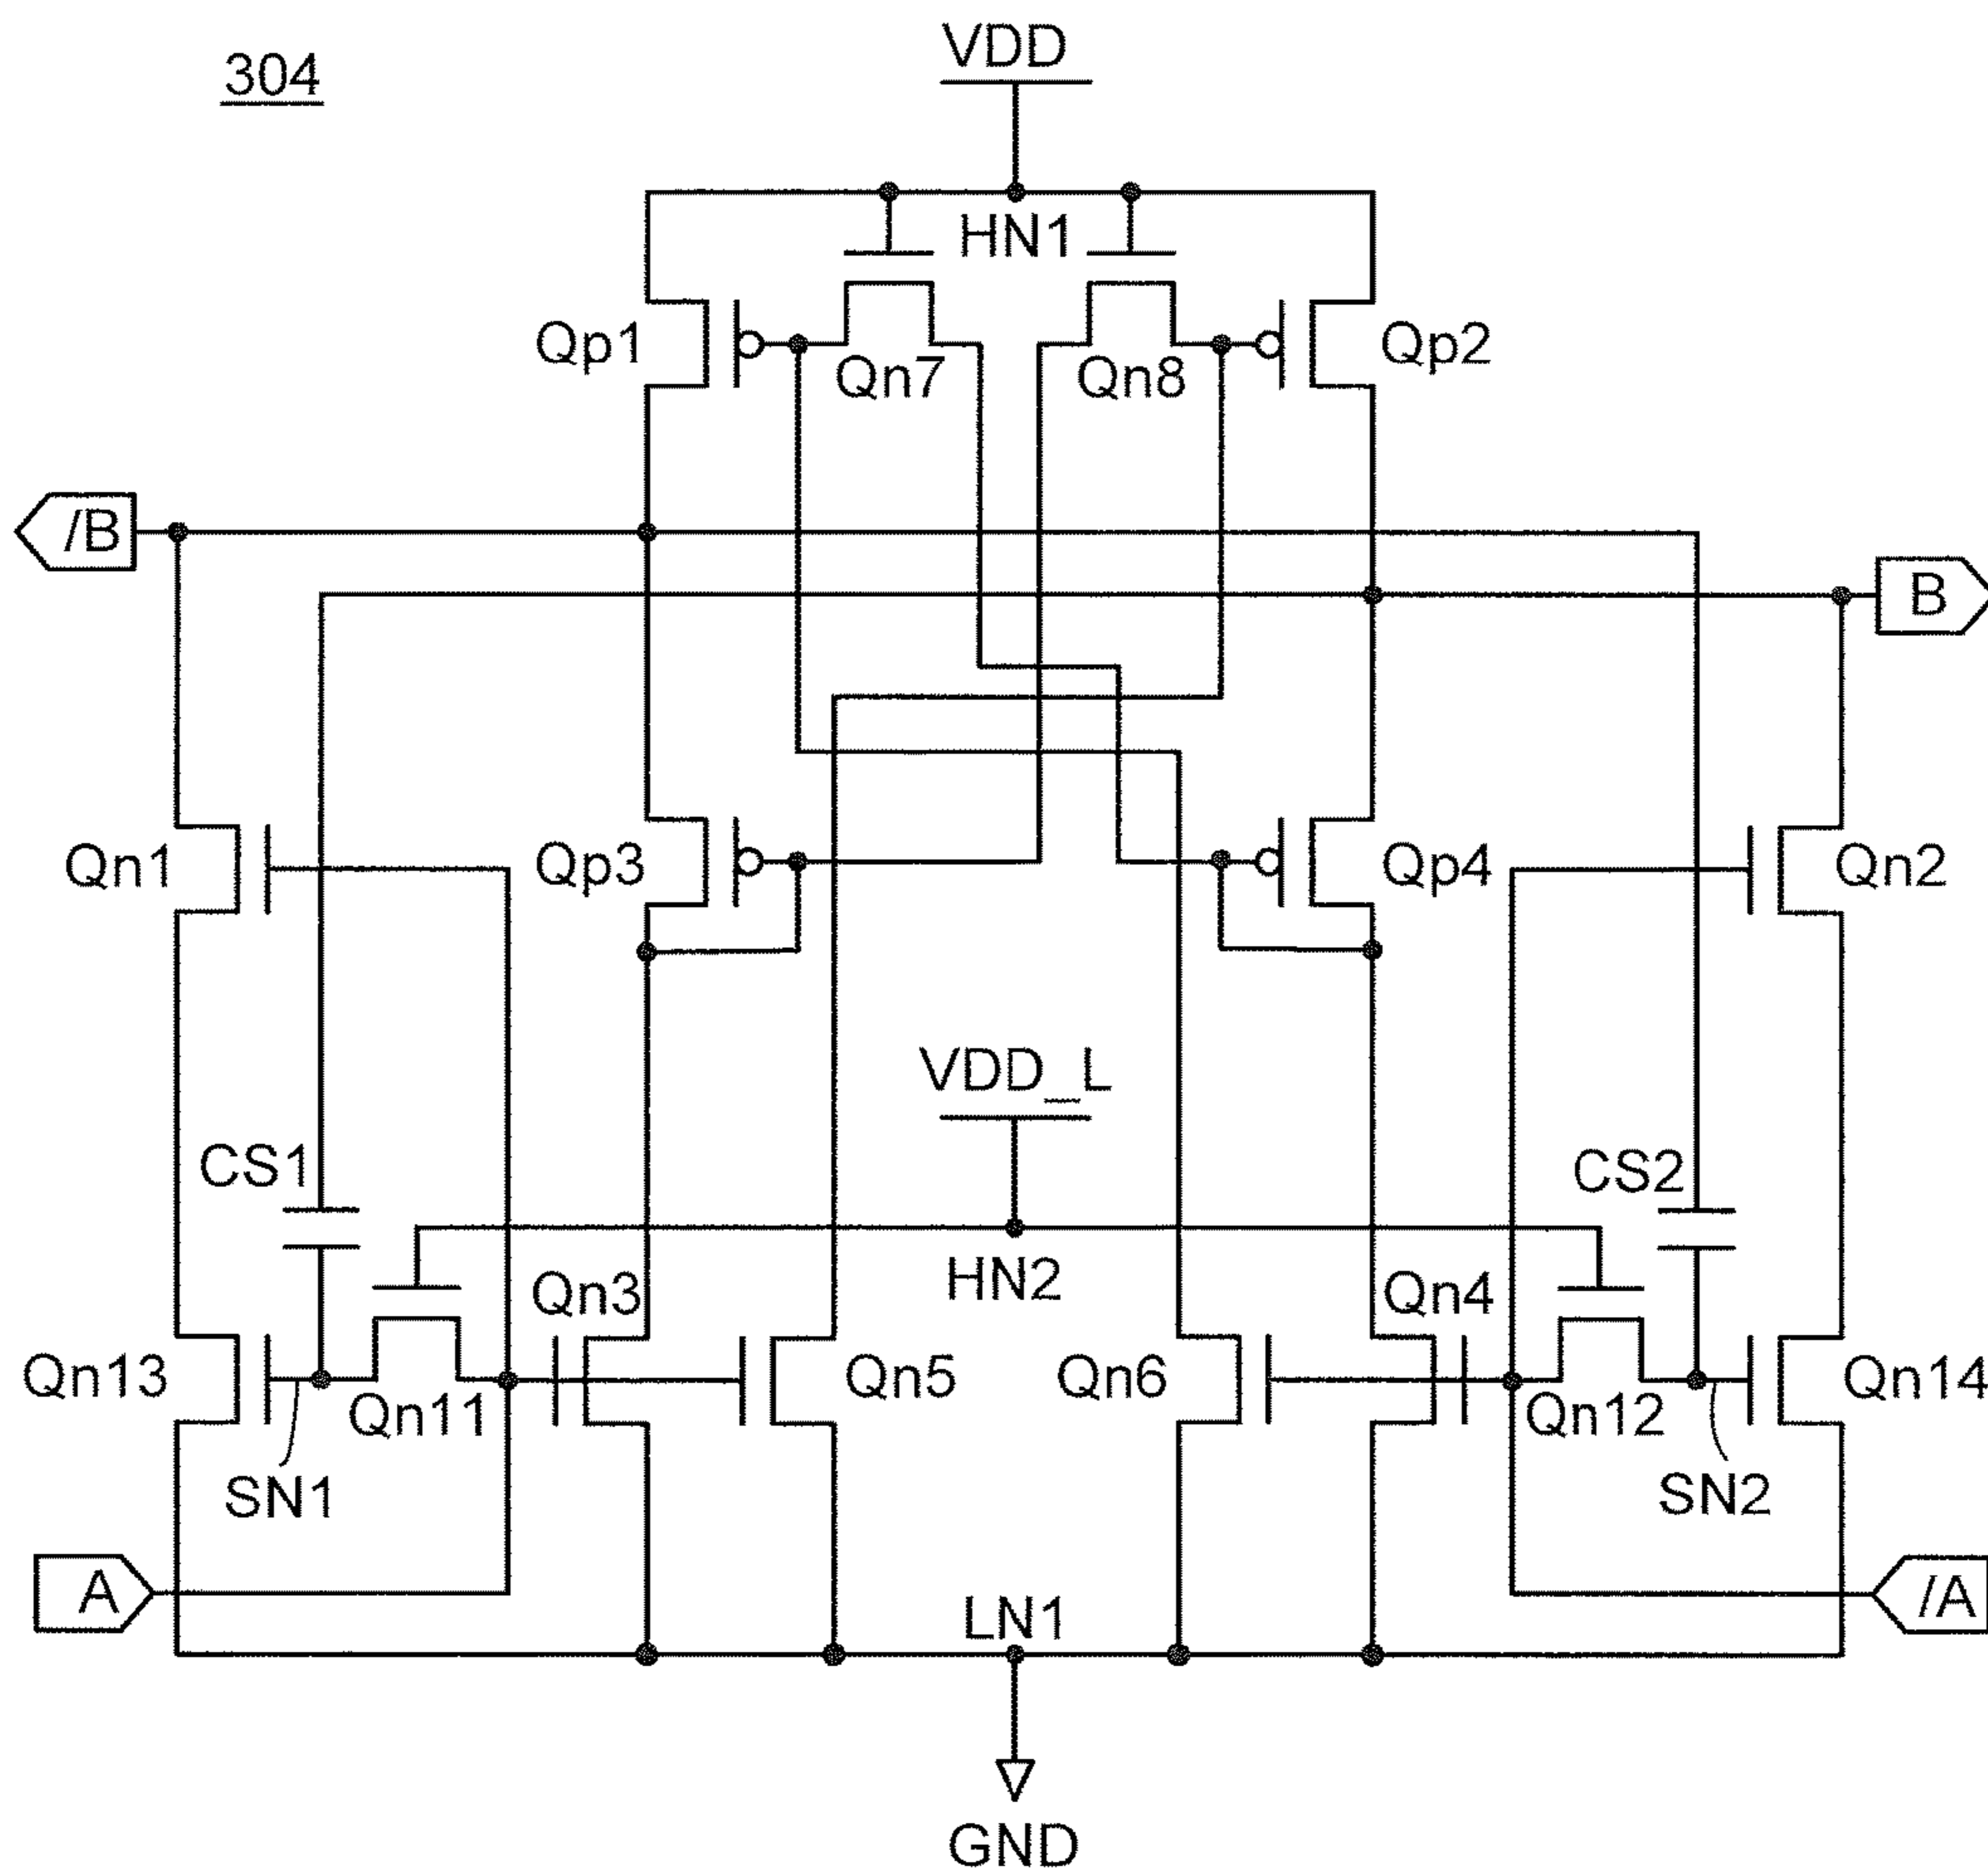 304
VDD
HN1
Qp1
Qn7
Qn8
Qp2
/B
B
Qn1
Qp3
Qp4
Qn2
VDD_L
CS1
CS2
HN2
Qn3
Qn4
Qn13
Qn11
Qn5
Qn6
Qn12
Qn14
SN1
SN2
A
LN1
/A
GND